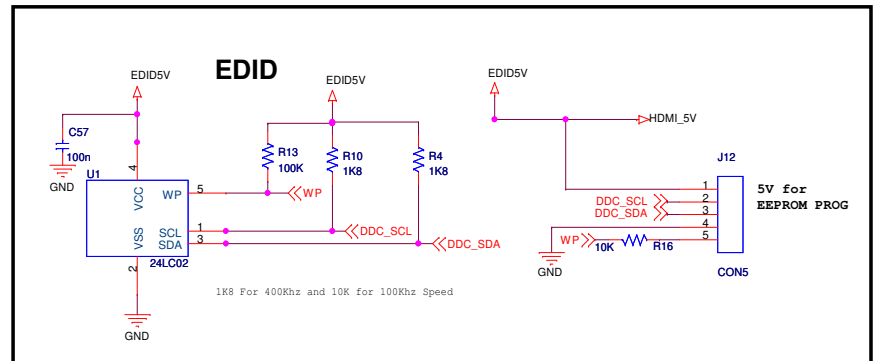 EDID
EDID5V
EDID5V
EDID5V
C57
100n
GND
U1
4
VCC
WP
5
R13
100K
R10
1K8
R4
1K8
WP
VSS
SCL
1
SDA
3
DDC_SCL
DDC_SDA
24LC02
2
GND
1K8 For 400Khz and 10K for 100Khz Speed
HDMI_5V
J12
1
2
3
4
5
DDC_SCL
DDC_SDA
5V for
EEPROM PROG
WP
10K
R16
GND
CON5